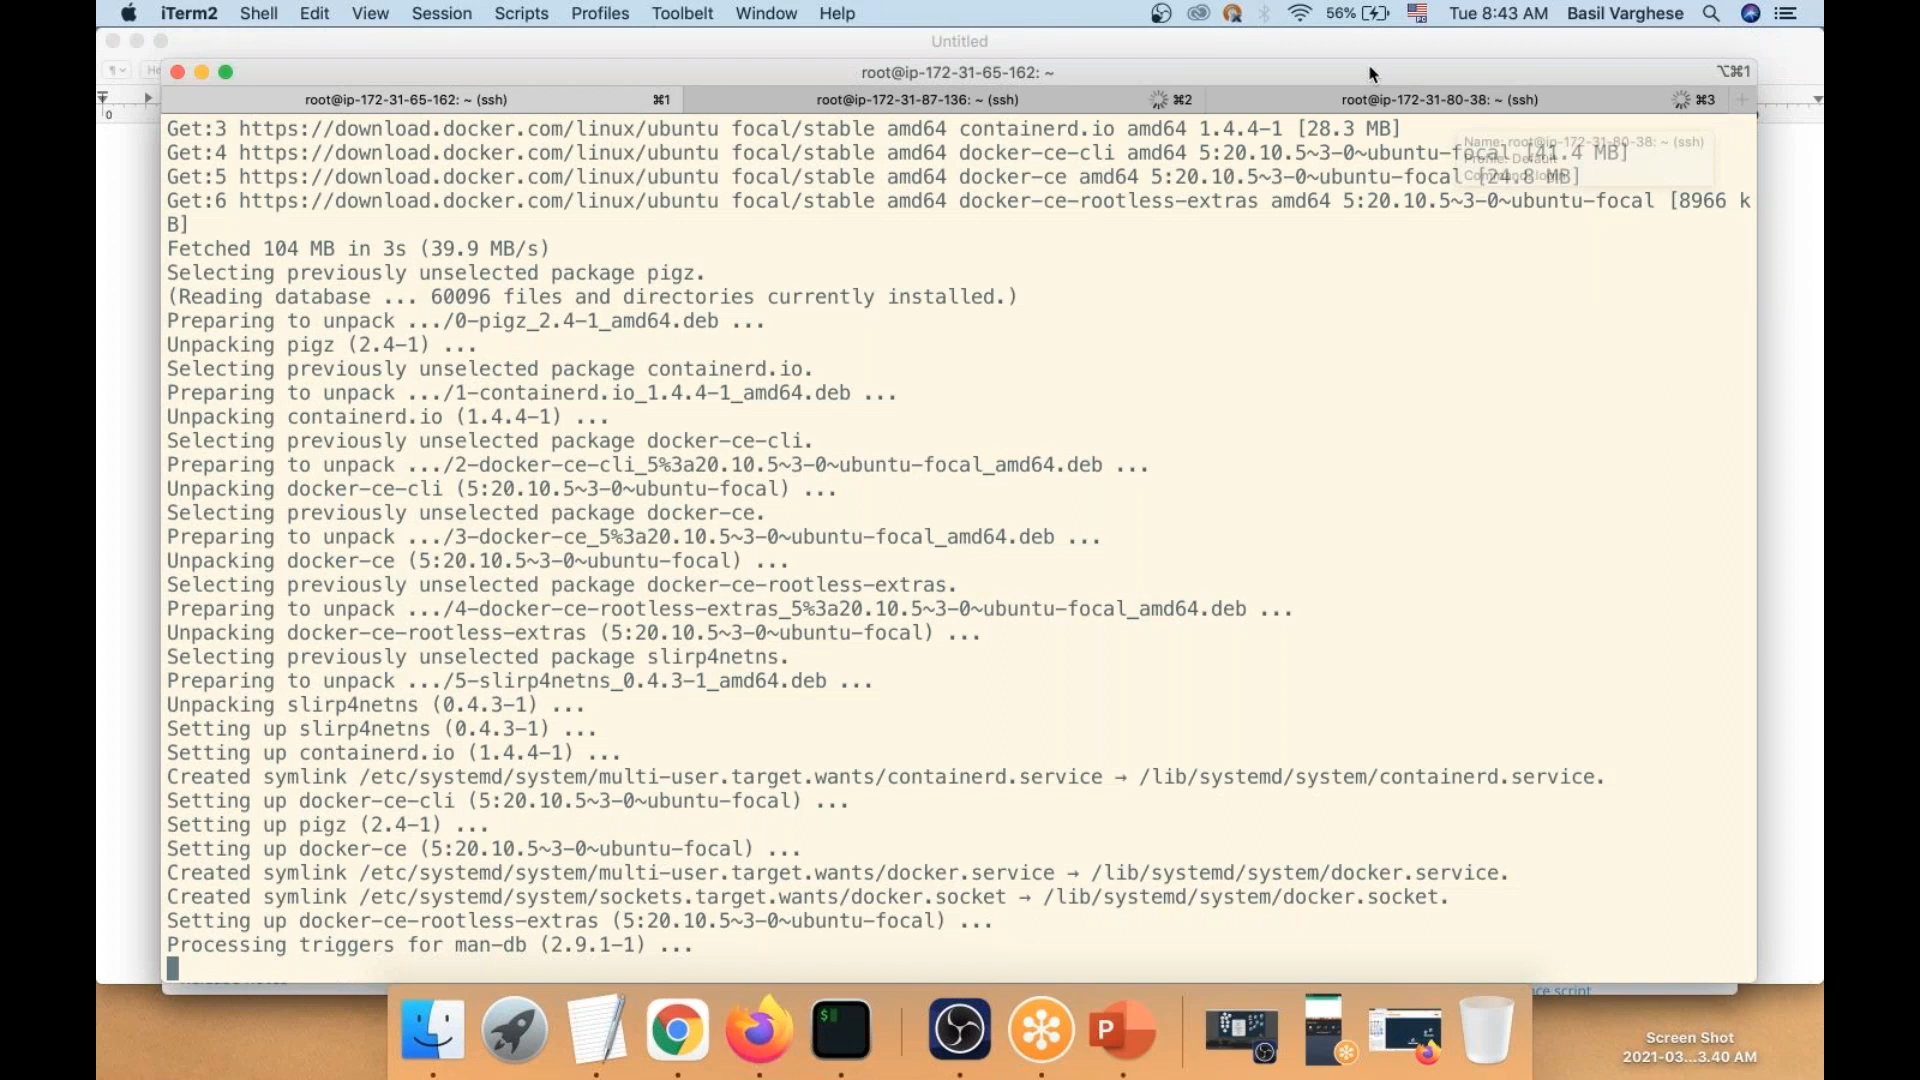 iTerm2 Shell Edit View Session Scripts Profiles Toolbelt Window Help 56% Tue 8:43 AM Basil Varghese
Untitled
root@ip-172-31-65-162: ~ ⌥⌘1
root@ip-172-31-65-162: ~ (ssh) ⌘1 root@ip-172-31-87-136: ~ (ssh) ⌘2 root@ip-172-31-80-38: ~ (ssh) ⌘3
0
Get:3 https://download.docker.com/linux/ubuntu focal/stable amd64 containerd.io amd64 1.4.4-1 [28.3 MB]
Name: root@ip-172-31-80-38: ~ (ssh)
Get:4 https://download.docker.com/linux/ubuntu focal/stable amd64 docker-ce-cli amd64 5:20.10.5~3-0~ubuntu-focal [41.4 MB]
Profile: Default
Get:5 https://download.docker.com/linux/ubuntu focal/stable amd64 docker-ce amd64 5:20.10.5~3-0~ubuntu-focal [24.8 MB]
Get:6 https://download.docker.com/linux/ubuntu focal/stable amd64 docker-ce-rootless-extras amd64 5:20.10.5~3-0~ubuntu-focal [8966 k
B]
Fetched 104 MB in 3s (39.9 MB/s)
Selecting previously unselected package pigz.
(Reading database ... 60096 files and directories currently installed.)
Preparing to unpack .../0-pigz_2.4-1_amd64.deb ...
Unpacking pigz (2.4-1) ...
Selecting previously unselected package containerd.io.
Preparing to unpack .../1-containerd.io_1.4.4-1_amd64.deb ...
Unpacking containerd.io (1.4.4-1) ...
Selecting previously unselected package docker-ce-cli.
Preparing to unpack .../2-docker-ce-cli_5%3a20.10.5~3-0~ubuntu-focal_amd64.deb ...
Unpacking docker-ce-cli (5:20.10.5~3-0~ubuntu-focal) ...
Selecting previously unselected package docker-ce.
Preparing to unpack .../3-docker-ce_5%3a20.10.5~3-0~ubuntu-focal_amd64.deb ...
Unpacking docker-ce (5:20.10.5~3-0~ubuntu-focal) ...
Selecting previously unselected package docker-ce-rootless-extras.
Preparing to unpack .../4-docker-ce-rootless-extras_5%3a20.10.5~3-0~ubuntu-focal_amd64.deb ...
Unpacking docker-ce-rootless-extras (5:20.10.5~3-0~ubuntu-focal) ...
Selecting previously unselected package slirp4netns.
Preparing to unpack .../5-slirp4netns_0.4.3-1_amd64.deb ...
Unpacking slirp4netns (0.4.3-1) ...
Setting up slirp4netns (0.4.3-1) ...
Setting up containerd.io (1.4.4-1) ...
Created symlink /etc/systemd/system/multi-user.target.wants/containerd.service → /lib/systemd/system/containerd.service.
Setting up docker-ce-cli (5:20.10.5~3-0~ubuntu-focal) ...
Setting up pigz (2.4-1) ...
Setting up docker-ce (5:20.10.5~3-0~ubuntu-focal) ...
Created symlink /etc/systemd/system/multi-user.target.wants/docker.service → /lib/systemd/system/docker.service.
Created symlink /etc/systemd/system/sockets.target.wants/docker.socket → /lib/systemd/system/docker.socket.
Setting up docker-ce-rootless-extras (5:20.10.5~3-0~ubuntu-focal) ...
Processing triggers for man-db (2.9.1-1) ...
script
$
P
Screen Shot
2021-03...3.40 AM